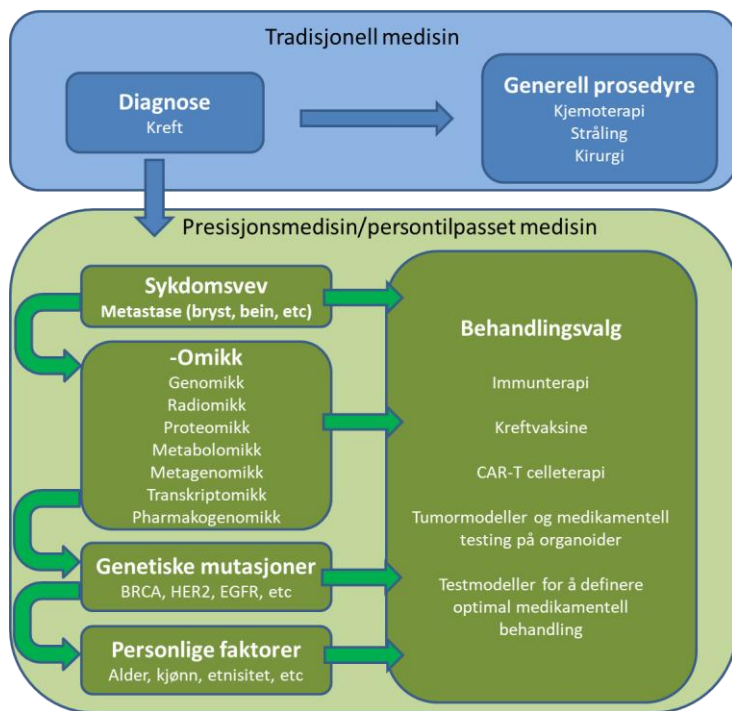 Tradisjonell medisin
Diagnose
Kreft
Generell prosedyre
Kjemoterapi
Stråling
Kirurgi
Presisjonsmedisin/persontilpasset medisin
Sykdomsvev
Metastase (bryst, bein, etc)
-Omikk
Genomikk
Radiomikk
Proteomikk
Metabolomikk
Metagenomikk
Transkriptomikk
Pharmakogenomikk
Genetiske mutasjoner
BRCA, HER2, EGFR, etc
Personlige faktorer
Alder, kjønn, etnisitet, etc
Behandlingsvalg
Immunterapi
Kreftvaksine
CAR-T celleterapi
Tumormodeller og medikamentell
testing på organoider
Testmodeller for å definere
optimal medikamentell
behandling